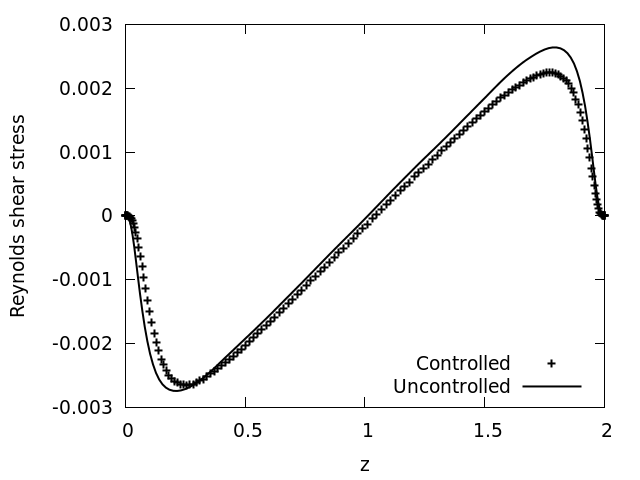 0.003
0.002
0.001
0
-0.001
-0.002
-0.003
Reynolds shear stress
Controlled
Uncontrolled
0 0.5 1 1.5 2
z